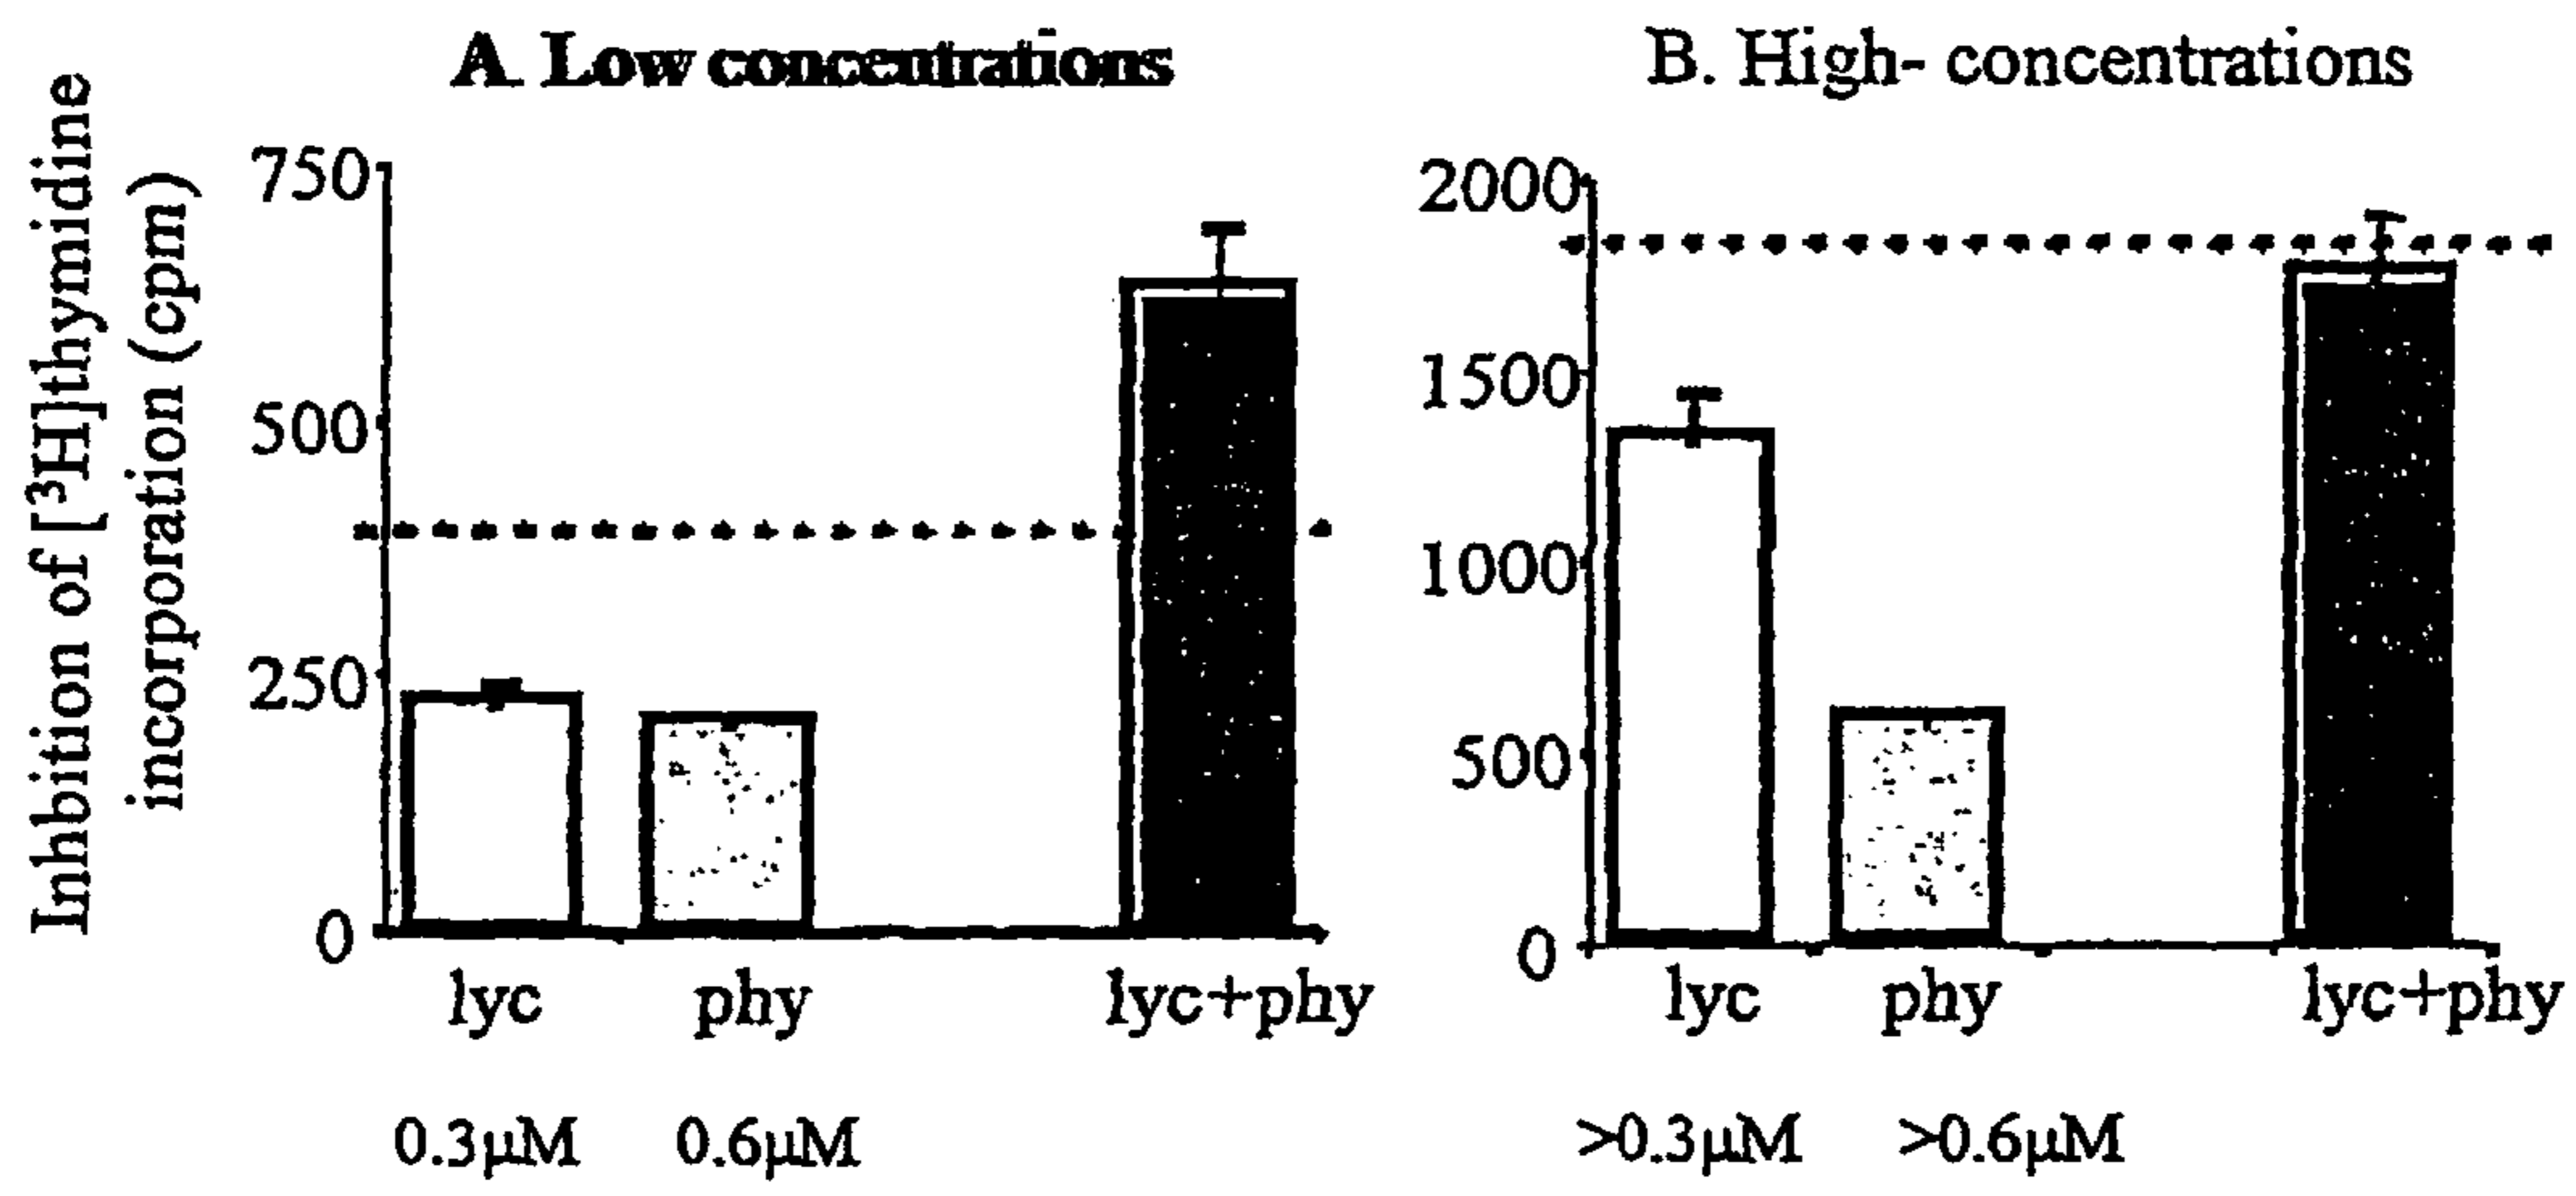 A. Low concentrations
B. High- concentrations
Inhbition of [³H]thymidine
incorporation (cpm)
750
500
250
0
2000
1500
1000
500
0
lyc phy lyc+phy
lyc phy lyc+phy
0.3μM 0.6μM
>0.3μM >0.6μM